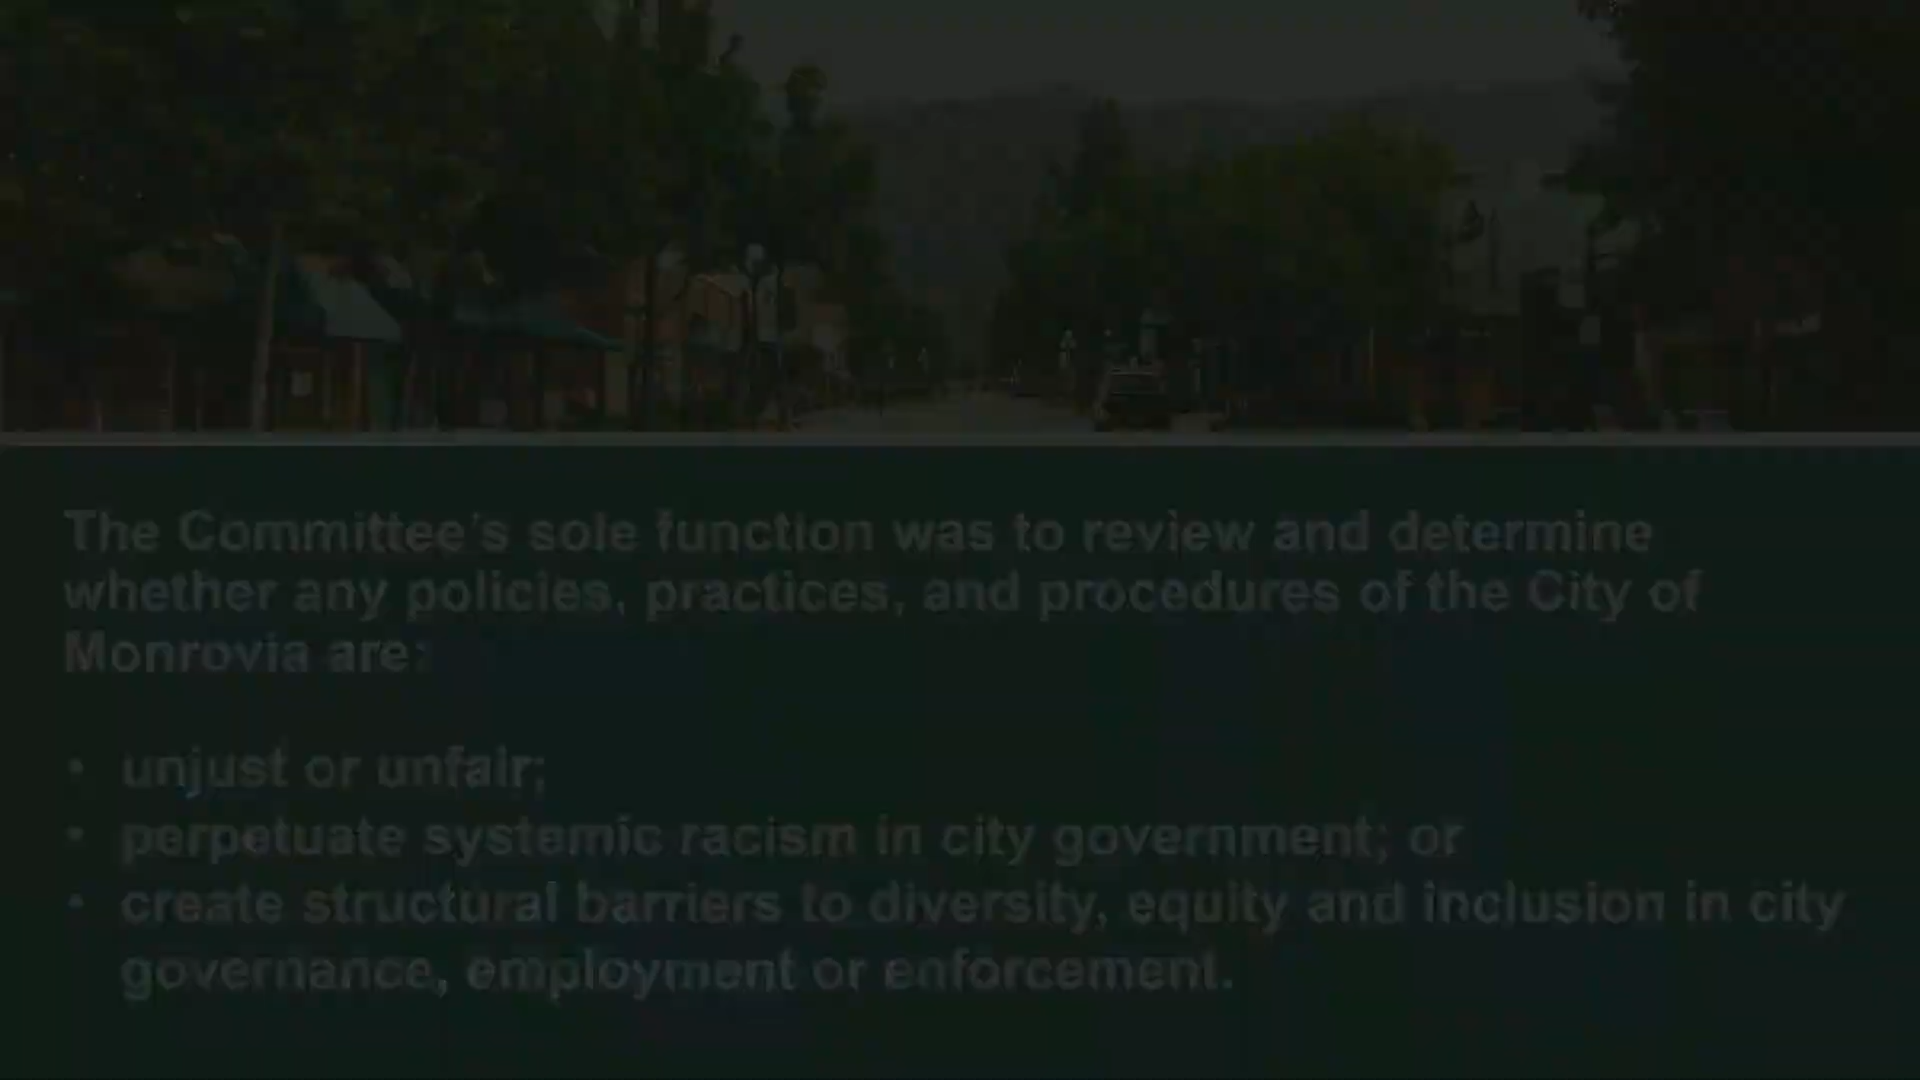 The Committee's sole function was to review and determine
whether any policies, practices, and procedures of the City of
Monrovia are:
• unjust or unfair;
• perpetuate systemic racism in city government; or
• create structural barriers to diversity, equity and inclusion in city
governance, employment or enforcement.